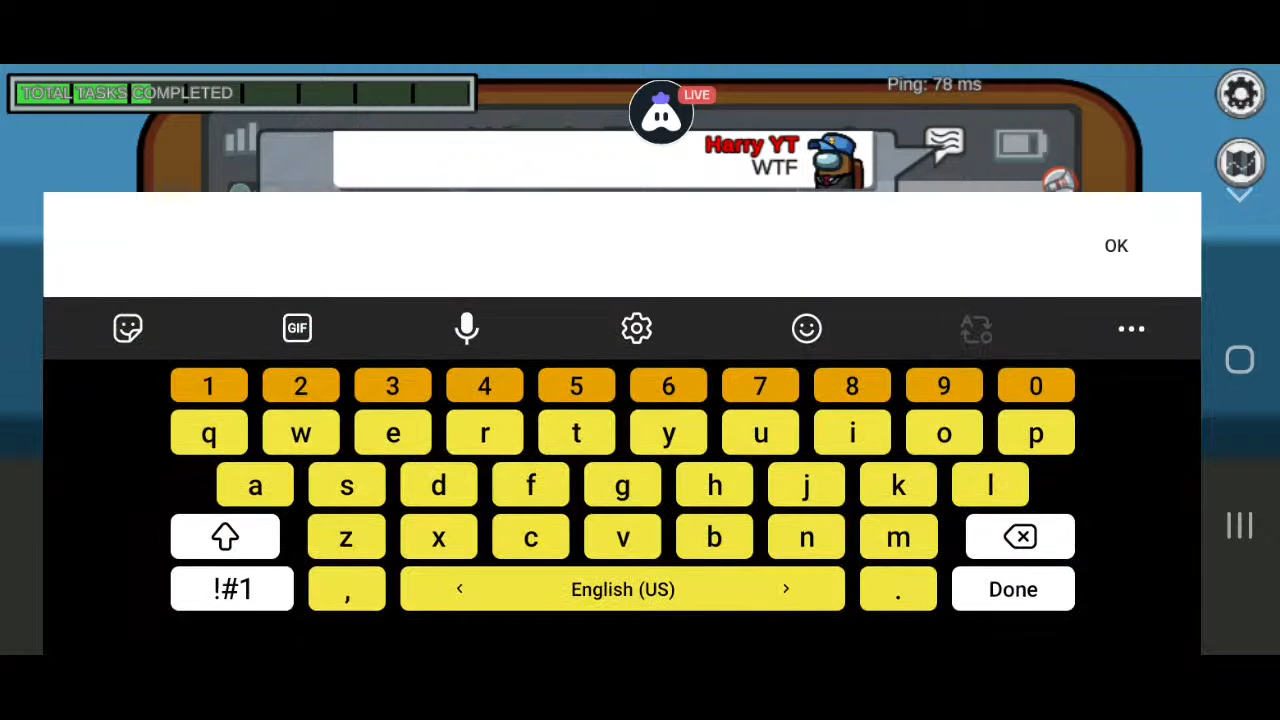 TOTAL TASKS COMPLETED
Ping: 78 ms
LIVE
Harry YT
WTF
OK
GIF
1 2 3 4 5 6 7 8 9 0
q w e r t y u i o p
a s d f g h j k l
z x c v b n m
!#1 , < English (US) > . Done